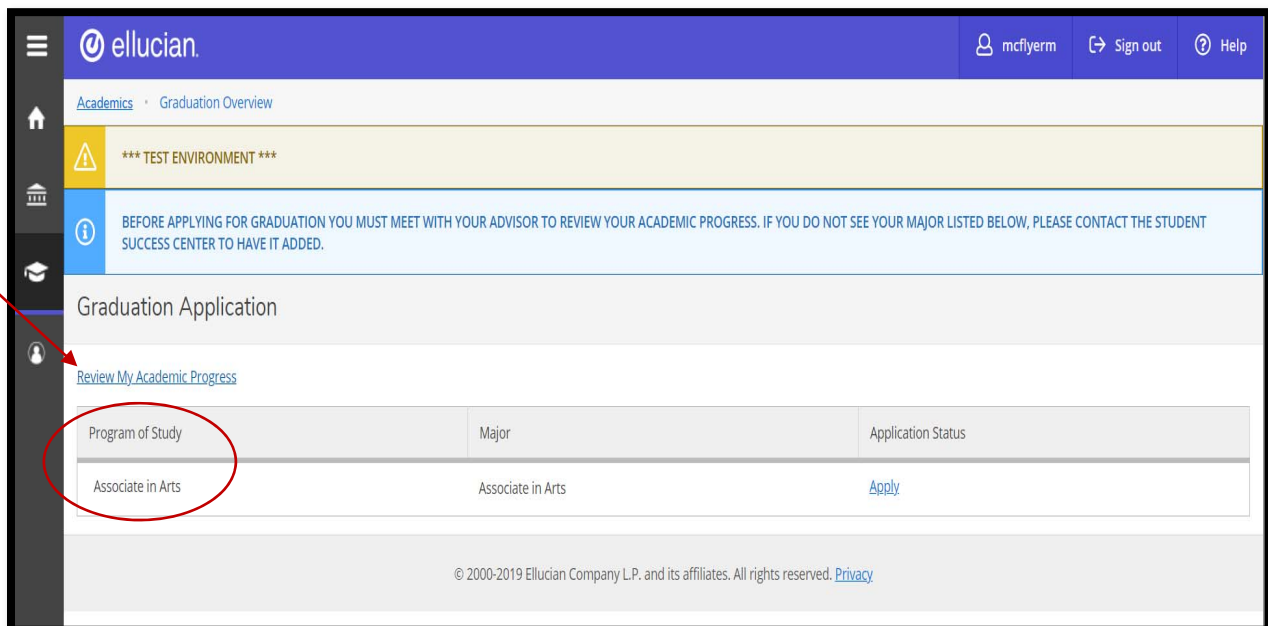 ellucian.
mcflyerm
Sign out
Help
Academics · Graduation Overview
*** TEST ENVIRONMENT ***
BEFORE APPLYING FOR GRADUATION YOU MUST MEET WITH YOUR ADVISOR TO REVIEW YOUR ACADEMIC PROGRESS. IF YOU DO NOT SEE YOUR MAJOR LISTED BELOW, PLEASE CONTACT THE STUDENT
SUCCESS CENTER TO HAVE IT ADDED.
Graduation Application
Review My Academic Progress
Program of Study Major Application Status
Associate in Arts Associate in Arts Apply
© 2000-2019 Ellucian Company L.P. and its affiliates. All rights reserved. Privacy